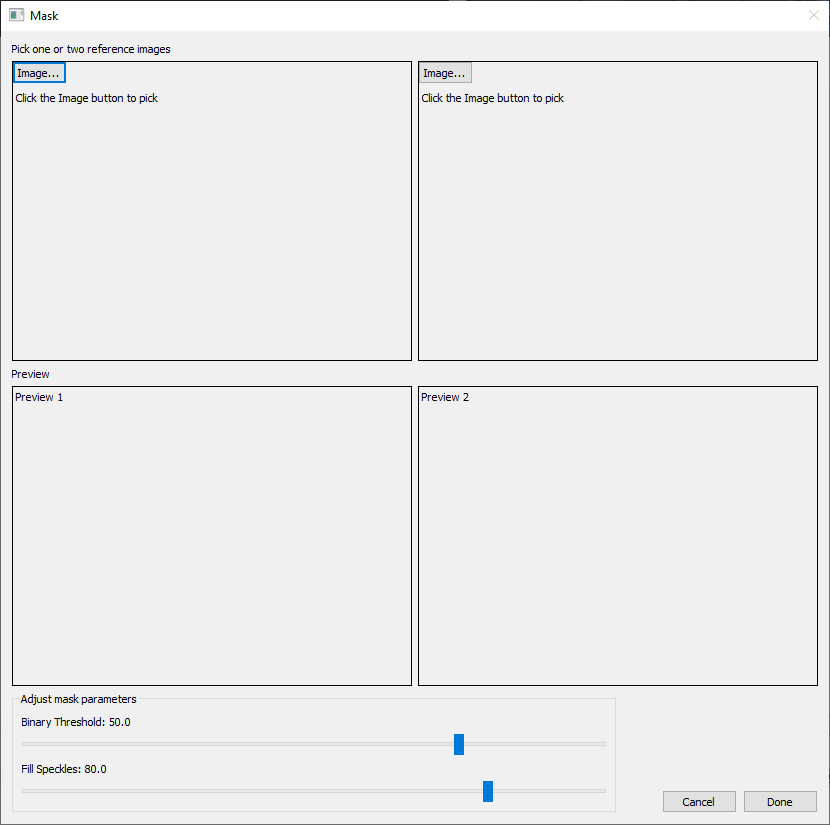 Mask
Pick one or two reference images
Image...
Image...
Click the Image button to pick
Click the Image button to pick
Preview
Preview 1
Preview 2
Adjust mask parameters
Binary Threshold: 50.0
Fill Speckles: 80.0
Cancel
Done